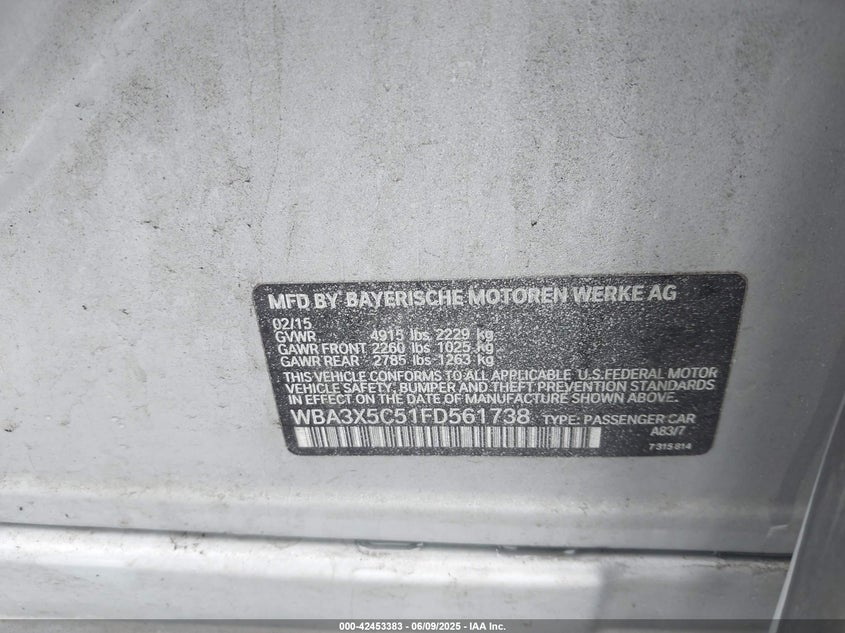 MFD BY BAYERISCHE MOTOREN WERKE AG
02/15
GVWR 4915 lbs 2229 kg
GAWR FRONT 2260 lbs 1025 kg
GAWR REAR 2785 lbs 1263 kg
THIS VEHICLE CONFORMS TO ALL APPLICABLE U.S.FEDERAL MOTOR
VEHICLE SAFETY, BUMPER AND THEFT PREVENTION STANDARDS
IN EFFECT ON THE DATE OF MANUFACTURE SHOWN ABOVE.
WBA3X5C51FD561738 TYPE: PASSENGER CAR
A83/7
7 315 814
000-42453383 - 06/09/2025 - IAA Inc.